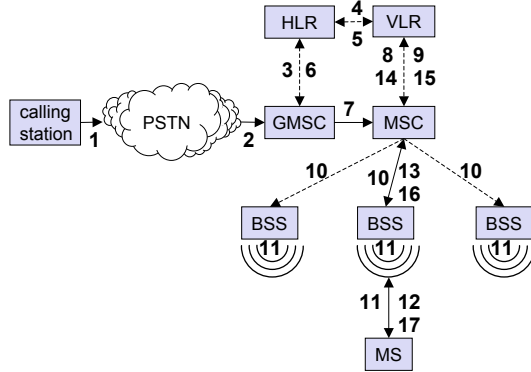 4
HLR VLR
5
3 6
8 9
14 15
calling
station
PSTN
GMSC
7
MSC
1
2
10
10
13
16
10
BSS
BSS
BSS
11
11
11
11
12
17
MS